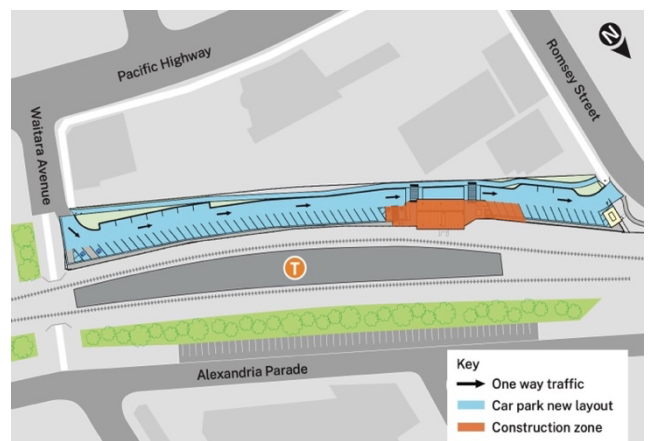 Pacific Highway
Romsey Street
N
Waitara Avenue
T
Alexandria Parade
Key
One way traffic
Car park new layout
Construction zone